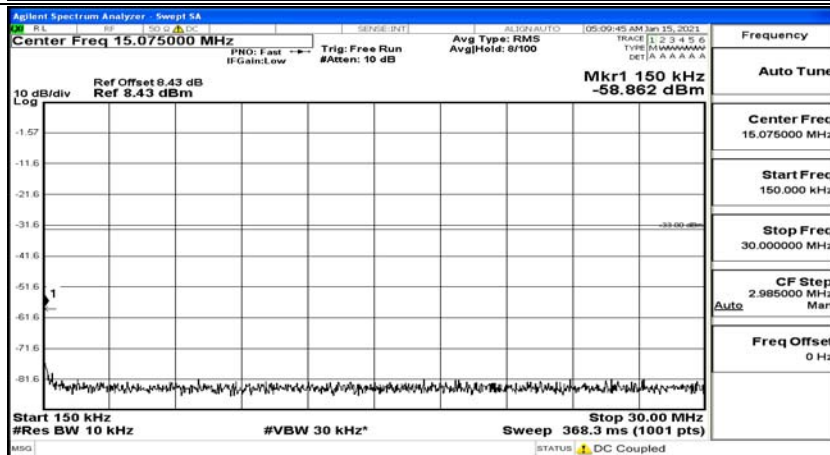 Agilent Spectrum Analyzer - Swept SA
RL RF 50 Ω DC SENSE:INT ALIGN AUTO 05:09:45 AM Jan 15, 2021
Center Freq 15.075000 MHz
PNO: Fast Trig: Free Run Avg Type: RMS TRACE 1 2 3 4 5 6
IFGain:Low #Atten: 10 dB Avg|Hold: 8/100 TYPE M WWWWW
DET A A A A A A
Frequency
Auto Tune
Center Freq
15.075000 MHz
Start Freq
150.000 kHz
Stop Freq
30.000000 MHz
CF Step
2.985000 MHz
Auto Man
Freq Offset
0 Hz
Mkr1 150 kHz
-58.862 dBm
Ref Offset 8.43 dB
10 dB/div Ref 8.43 dBm
Log
-1.57
-11.6
-21.6
-31.6
-33.00 dBm
-41.6
-51.6
1
-61.6
-71.6
-81.6
Start 150 kHz Stop 30.00 MHz
#Res BW 10 kHz #VBW 30 kHz* Sweep 368.3 ms (1001 pts)
MSG STATUS DC Coupled